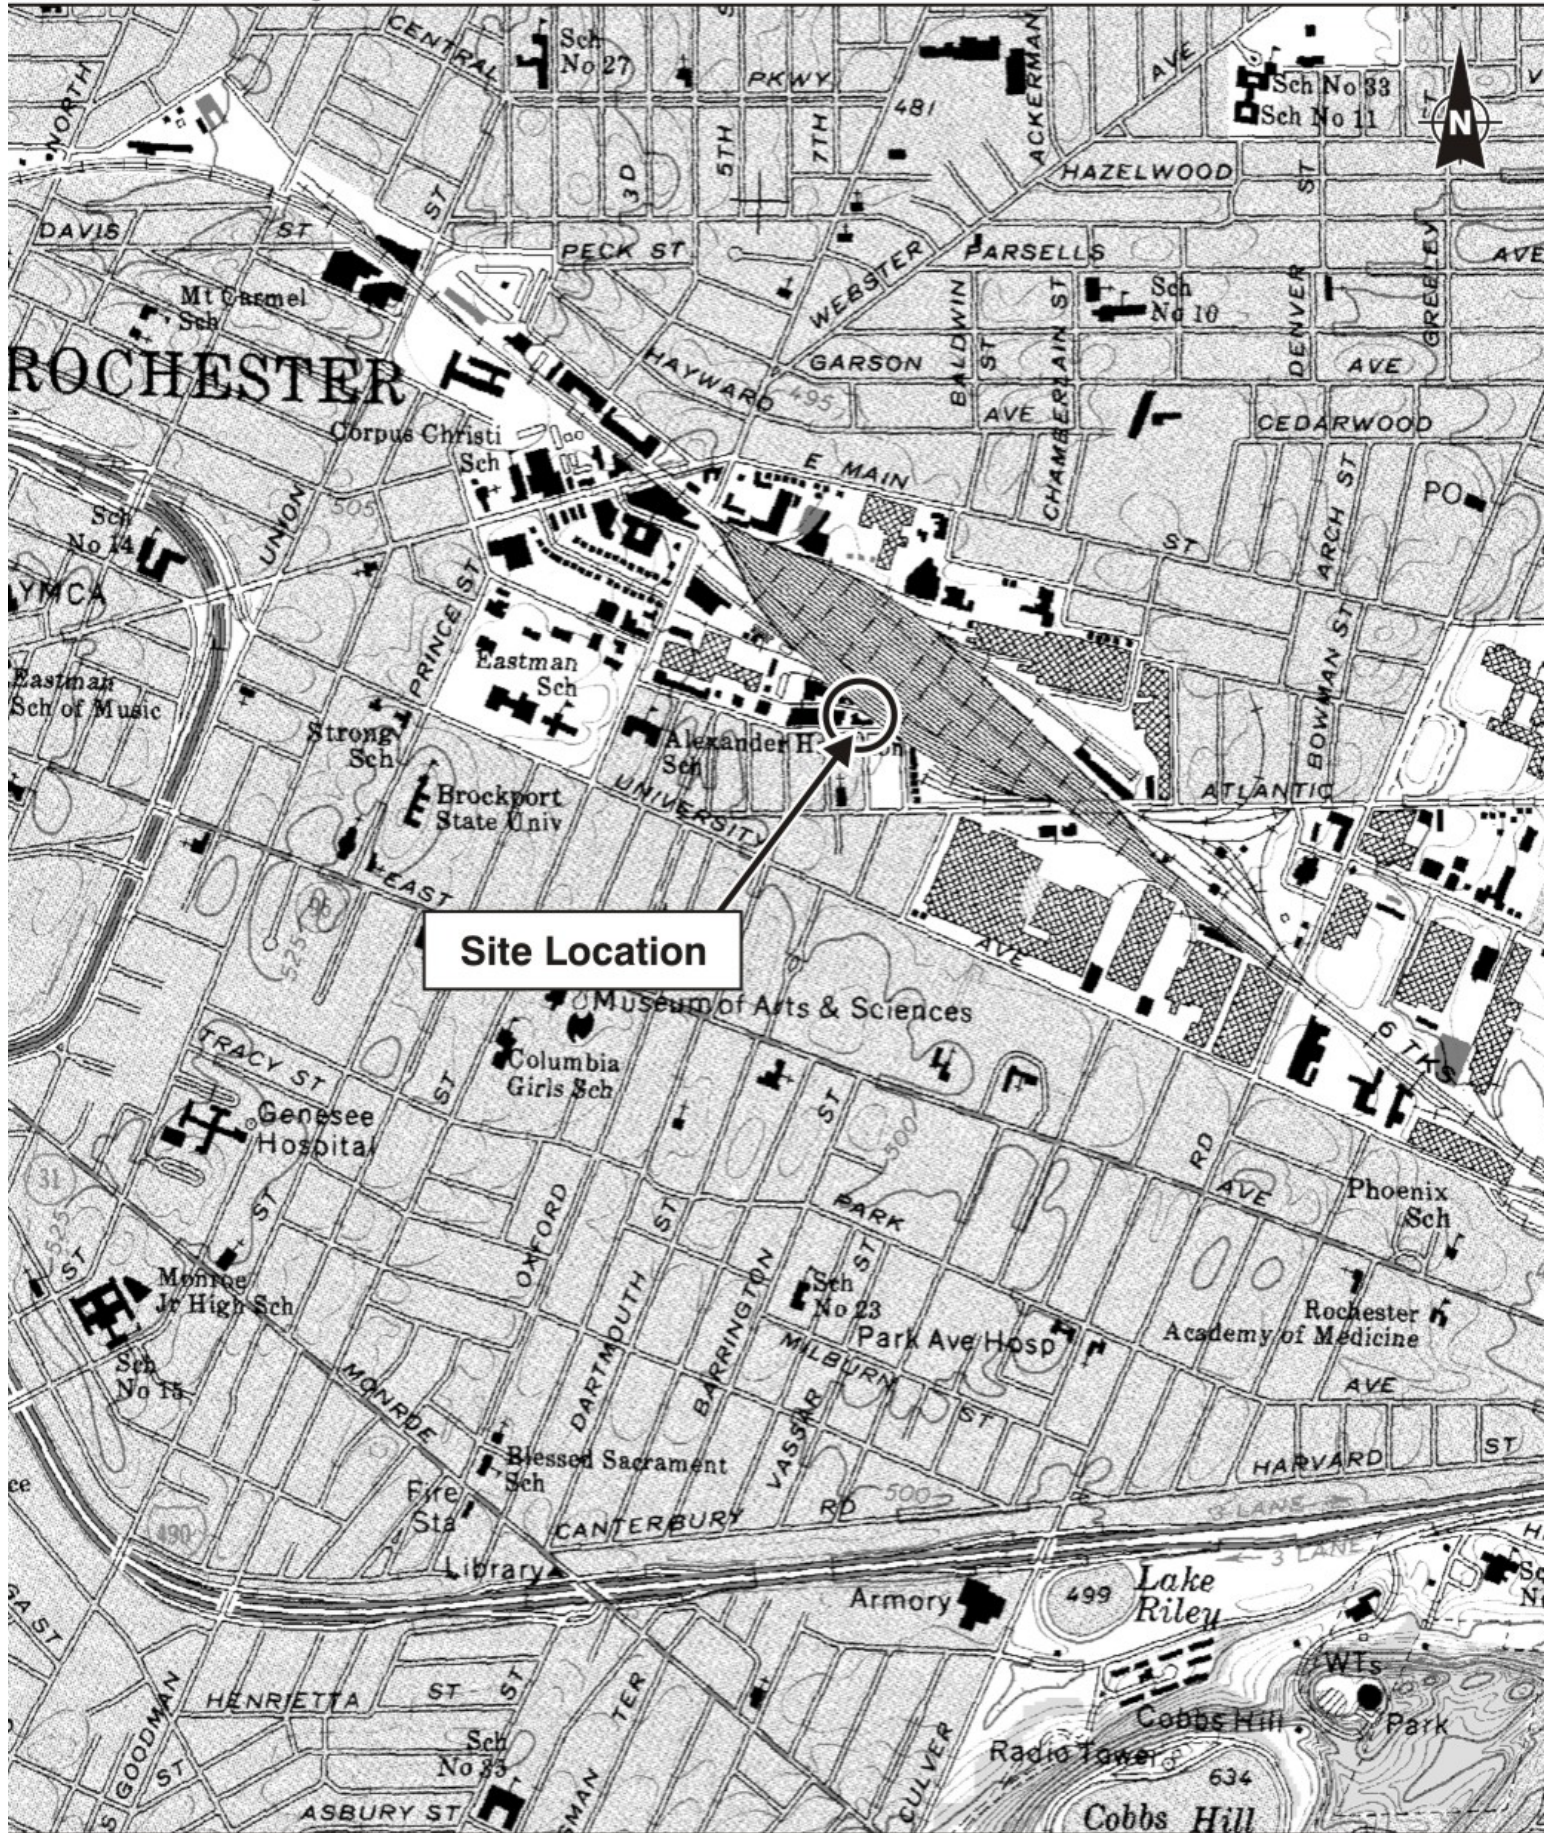 CENTRAL
Sch
No 27
PKWY
481
ACKERMAN
AVE
Sch No 33
Sch No 11
ST
N
NORTH
3D
5TH
7TH
HAZELWOOD
ST
DAVIS
ST
ST
PECK ST
WEBSTER
PARSELLS
AVE
Mt Carmel
Sch
BALDWIN
ST
CHAMBERLAIN ST
Sch
No 10
DENVER
GREELEY
ROCHESTER
HAYWARD
495
GARSON
AVE
AVE
CEDARWOOD
Corpus Christi
Sch
E MAIN
ST
505
UNION
ARCH ST
PO
Sch
No 14
YMCA
PRINCE ST
BOWMAN ST
Eastman
Sch
Eastman
Sch of Music
Strong
Sch
Alexander H
Sch
Brockport
State Univ
UNIVERSITY
ATLANTIC
EAST
525
Site Location
AVE
Museum of Arts & Sciences
6 TKS
TRACY ST
ST
Columbia
Girls Sch
ST
Genesee
Hospital
500
RD
31
525
ST
ST
OXFORD
ST
PARK
AVE
Phoenix
Sch
ST
Monroe
Jr High Sch
DARTMOUTH
BARRINGTON
Sch
No 23
Park Ave Hosp
Rochester
Academy of Medicine
Sch
No 15
MONROE
MILBURN
ST
AVE
VASSAR
Blessed Sacrament
Sch
HARVARD
ST
Fire
Sta
490
CANTERBURY
RD
500
3 LANE
3 LANE
Library
Armory
499
Lake
Riley
ST
HENRIETTA
ST
ST
TER
WTs
Park
Cobbs Hill
Radio Tower
634
S GOODMAN
ST
Sch
No 35
ASBURY ST
CULVER
Cobbs Hill